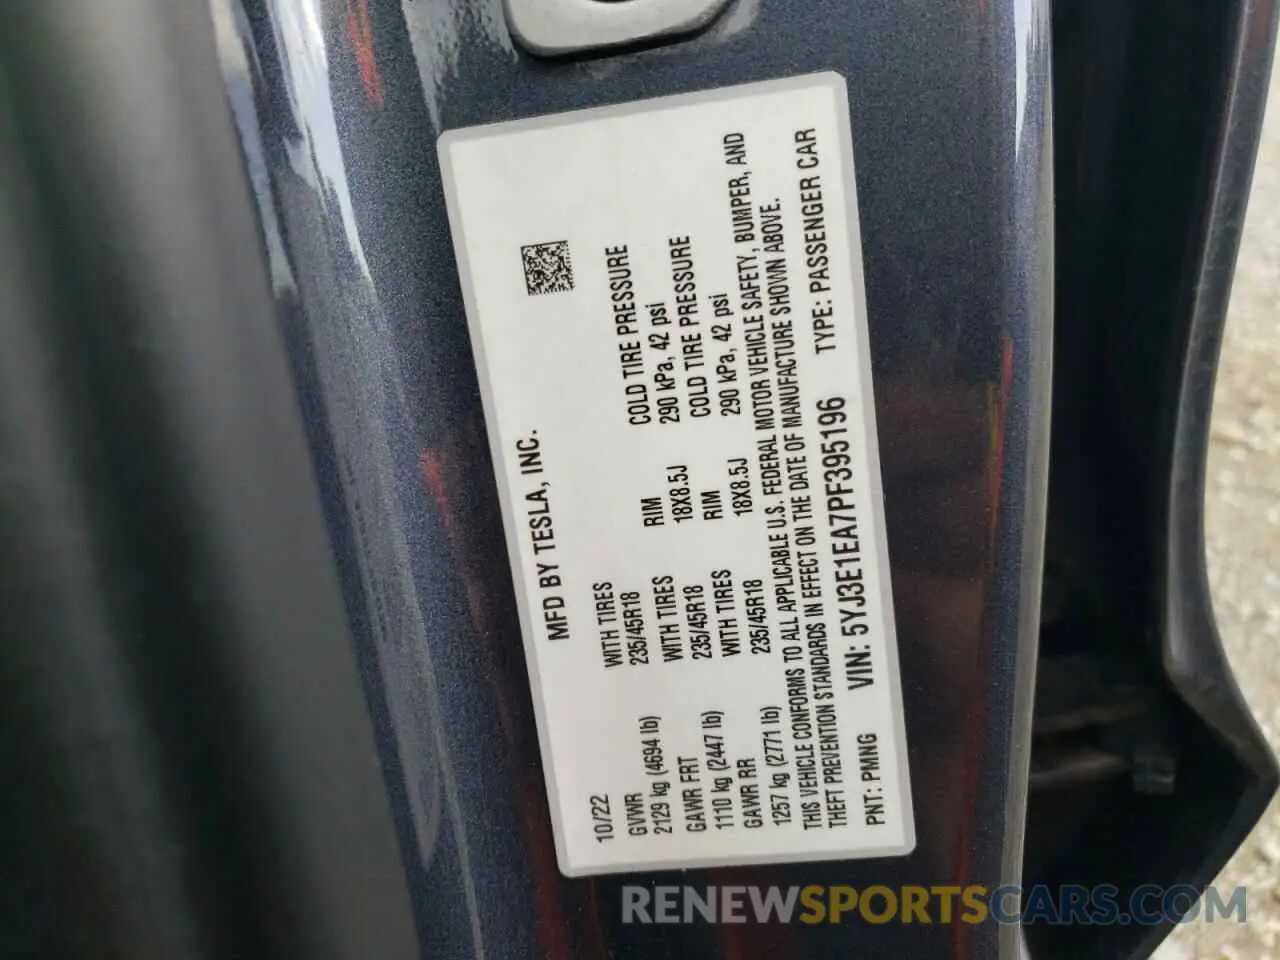 MFD BY TESLA, INC.
10/22
GVWR WITH TIRES RIM COLD TIRE PRESSURE
2129 kg (4694 lb) 235/45R18 18X8.5J 290 kPa, 42 psi
GAWR FRT WITH TIRES RIM COLD TIRE PRESSURE
1110 kg (2447 lb) 235/45R18 18X8.5J 290 kPa, 42 psi
GAWR RR WITH TIRES
1257 kg (2771 lb) 235/45R18
THIS VEHICLE CONFORMS TO ALL APPLICABLE U.S. FEDERAL MOTOR VEHICLE SAFETY, BUMPER, AND
THEFT PREVENTION STANDARDS IN EFFECT ON THE DATE OF MANUFACTURE SHOWN ABOVE.
PNT: PMNG VIN: 5YJ3E1EA7PF395196 TYPE: PASSENGER CAR
RENEWSPORTSCARS.COM